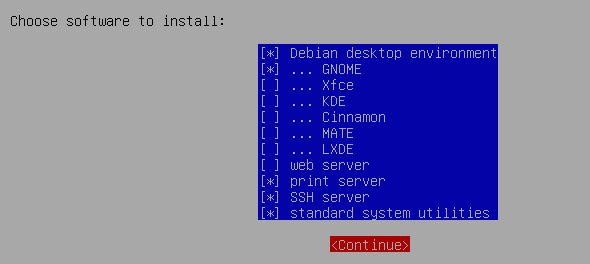 Choose software to install:
[*] Debian desktop environment
[*] ... GNOME
[ ] ... Xfce
[ ] ... KDE
[ ] ... Cinnamon
[ ] ... MATE
[ ] ... LXDE
[ ] web server
[*] print server
[*] SSH server
[*] standard system utilities
<Continue>